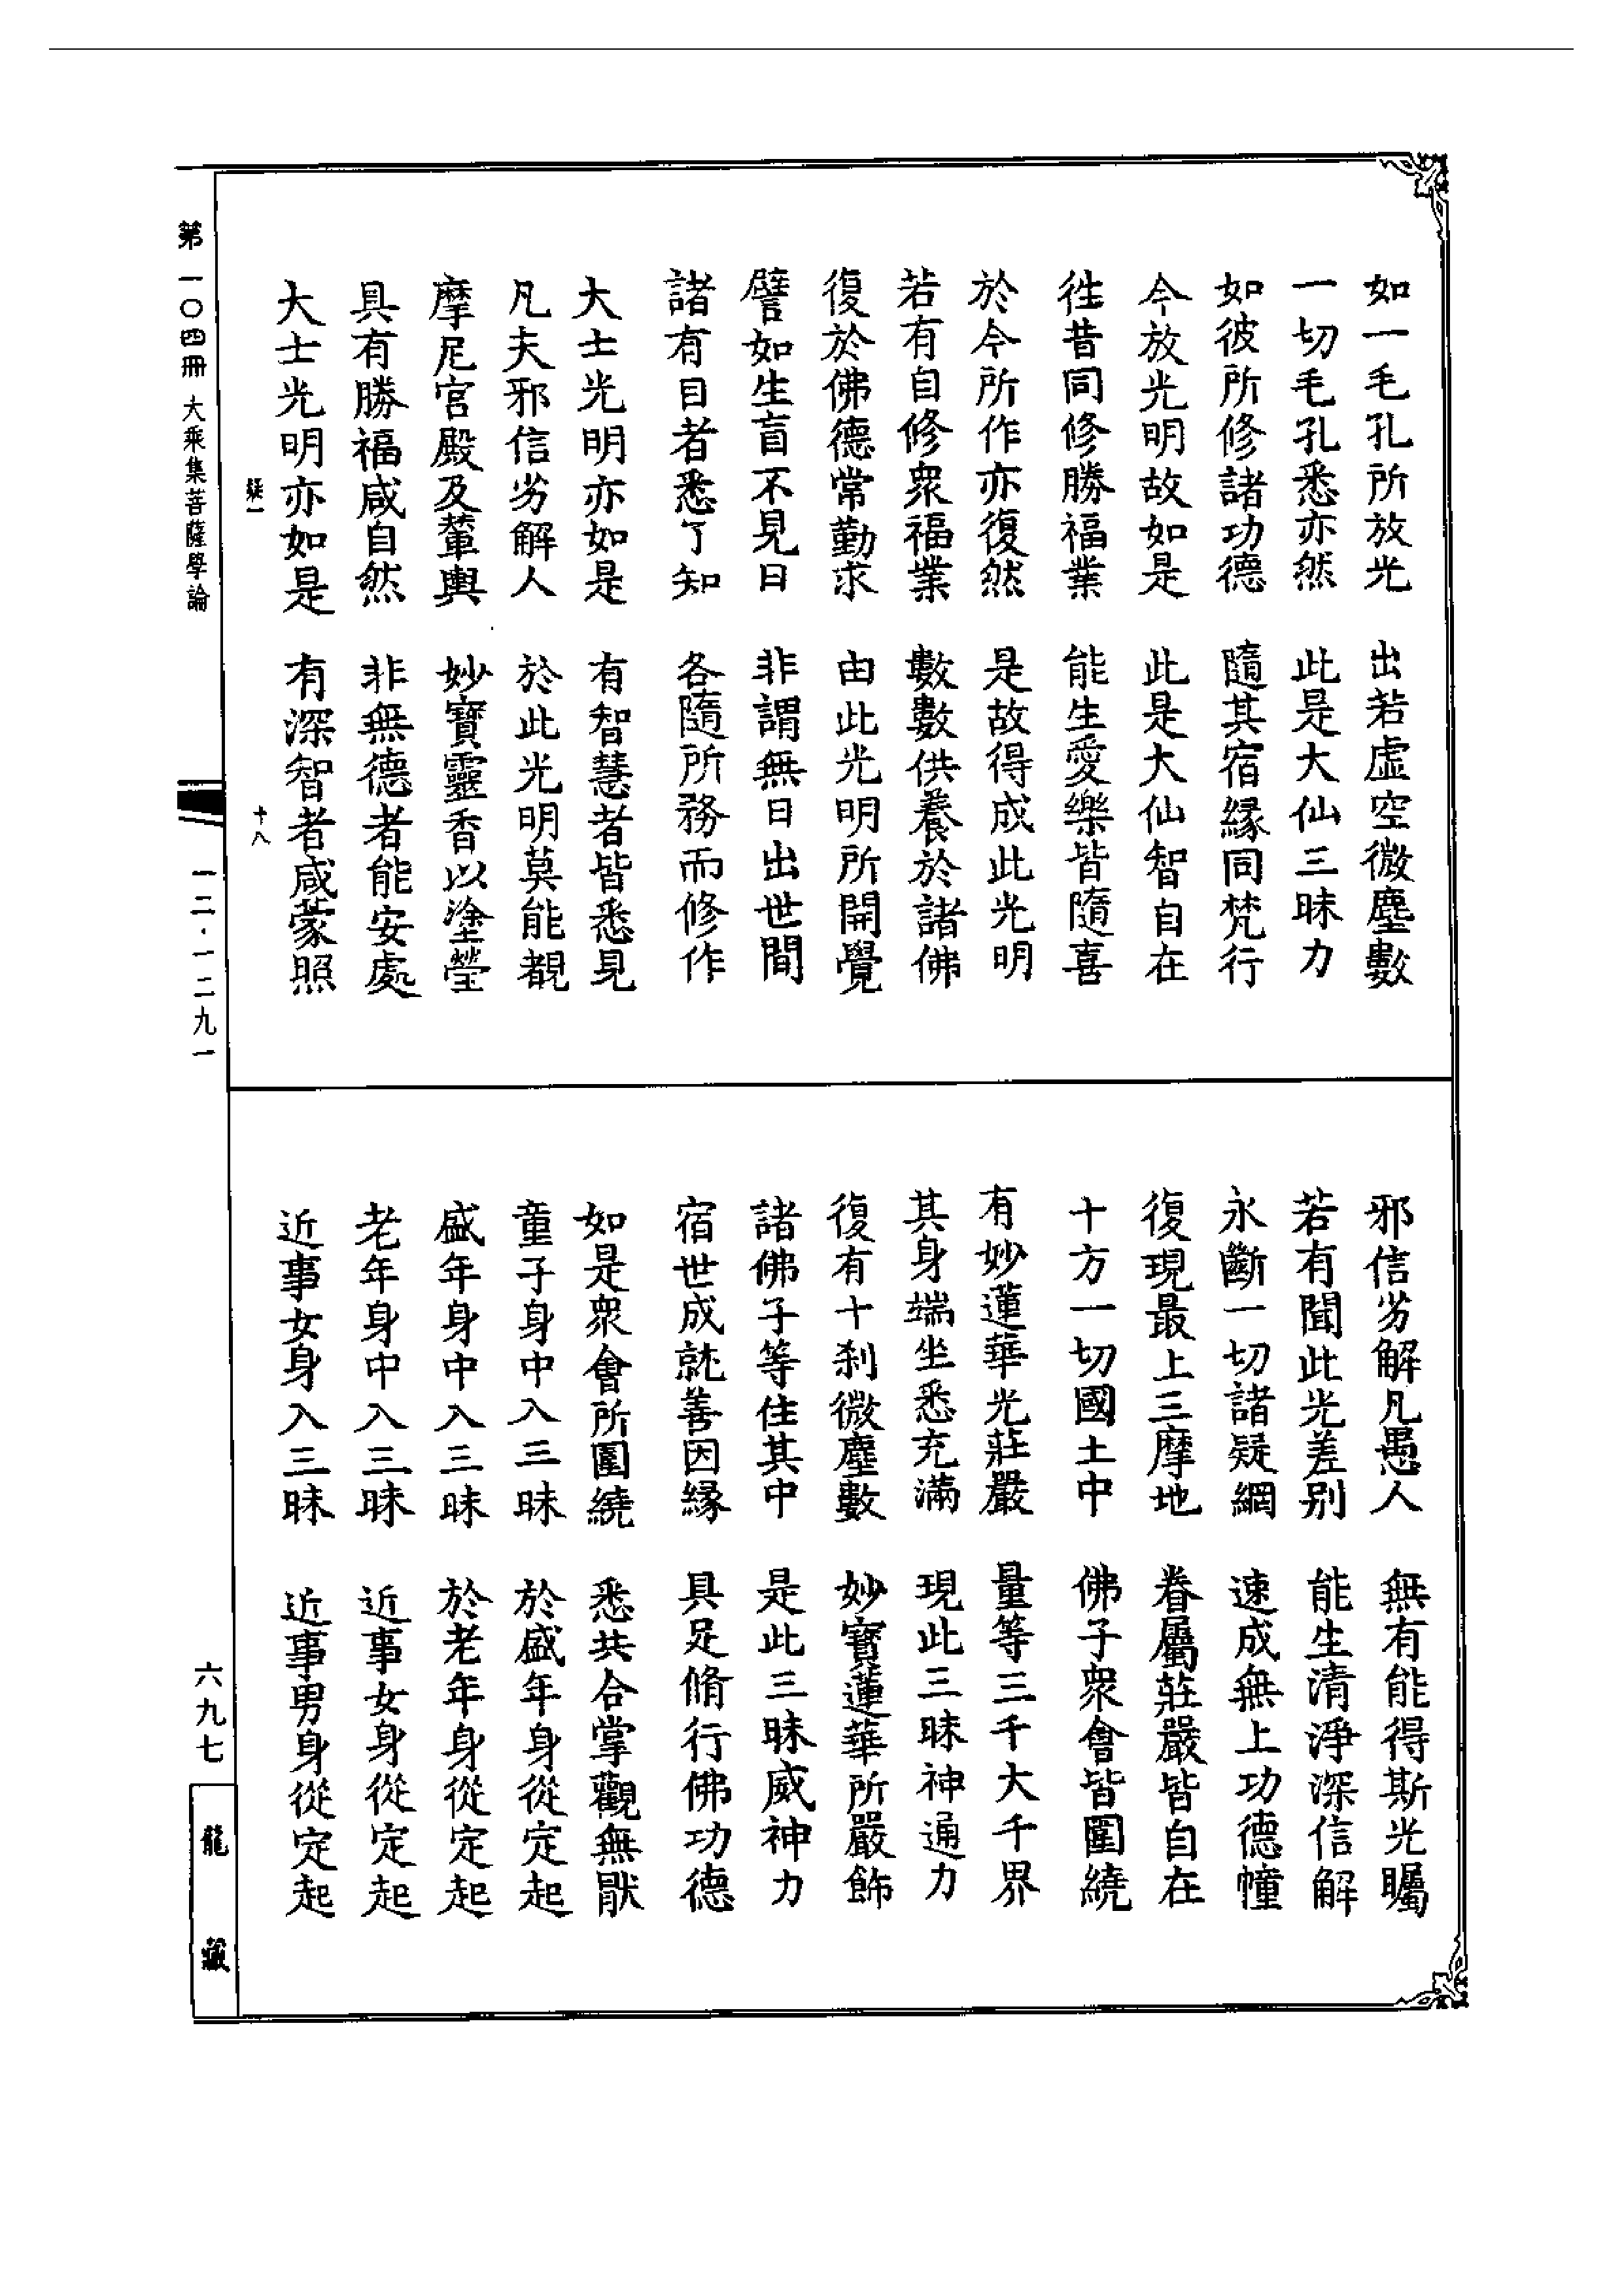 如一毛孔所放光　出若虛空微塵數
一切毛孔悉亦然　此是大仙三昧力
如彼所修諸功德　隨其宿緣同梵行
今放光明故如是　此是大仙智自在
往昔同修勝福業　能生愛樂皆隨喜
於今所作亦復然　是故得成此光明
若有自修眾福業　數數供養於諸佛
復於佛德常勤求　由此光明所開覺
譬如生盲不見日　非謂無日出世間
諸有目者悉了知　各隨所務而修作
大士光明亦如是　有智慧者皆悉見
凡夫邪信劣解人　於此光明莫能覩
摩尼宮殿及輦輿　妙寶靈香以塗瑩
具有勝福咸自然　非無德者能安處
大士光明亦如是　有深智者咸蒙照
邪信劣解凡愚人　無有能得斯光矚
若有聞此光差別　能生清淨深信解
永斷一切諸疑網　速成無上功德幢
復現最上三摩地　眷屬莊嚴皆自在
十方一切國土中　佛子眾會皆圍繞
有妙蓮華光莊嚴　量等三千大千界
其身端坐悉充滿　現此三昧神通力
復有十剎微塵數　妙寶蓮華所嚴飾
諸佛子等住其中　是此三昧威神力
宿世成就善因緣　具足脩行佛功德
如是眾會所圍繞　悉共合掌觀無猒
童子身中入三昧　於盛年身從定起
盛年身中入三昧　於老年身從定起
老年身中入三昧　近事女身從定起
近事女身入三昧　近事男身從定起
疑一　十八
第一〇四冊　大乘集菩薩學論　一二·一二九一
六九七
龍藏